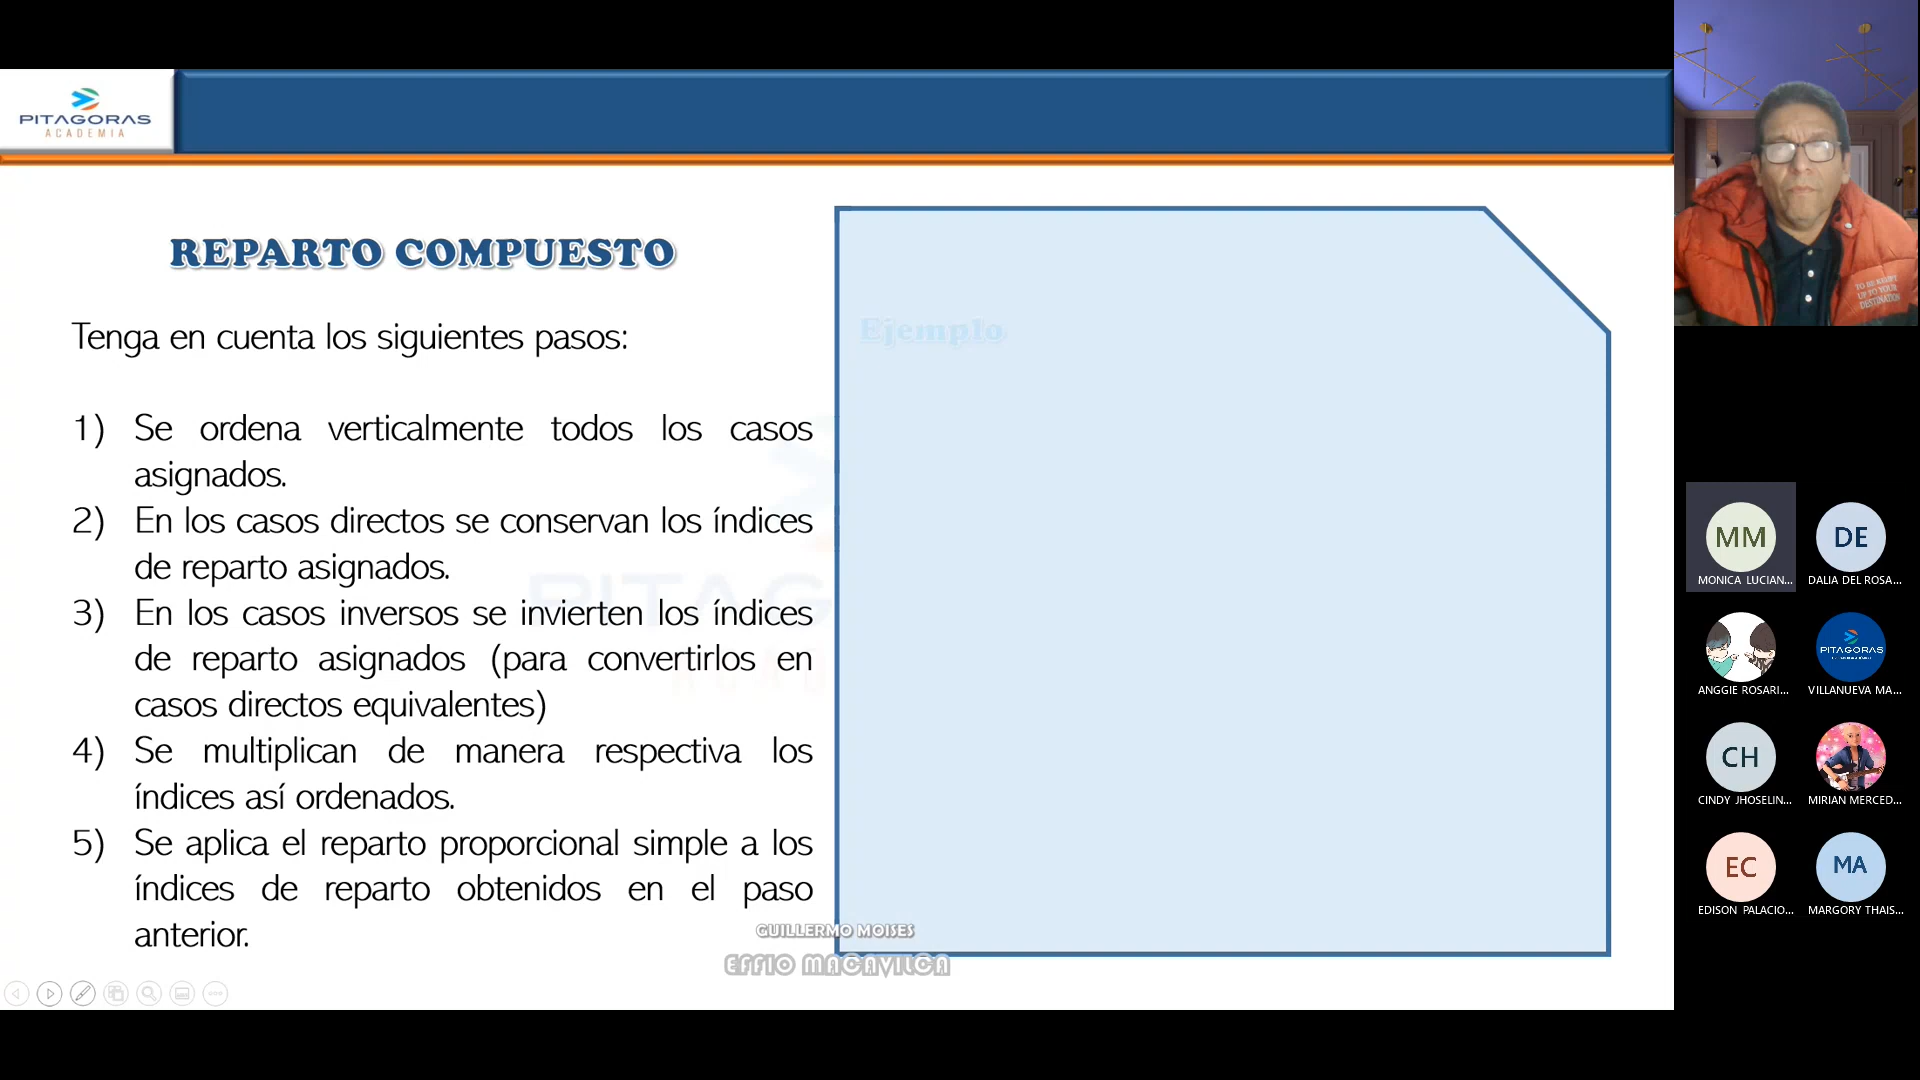 PITAGORAS
ACADEMIA
REPARTO COMPUESTO
Tenga en cuenta los siguientes pasos:
1) Se ordena verticalmente todos los casos
asignados.
2) En los casos directos se conservan los índices
de reparto asignados.
3) En los casos inversos se invierten los índices
de reparto asignados (para convertirlos en
casos directos equivalentes)
4) Se multiplican de manera respectiva los
índices así ordenados.
5) Se aplica el reparto proporcional simple a los
índices de reparto obtenidos en el paso
anterior.
Ejemplo
GUILLERMO MOISES
EFFIO MACAVILCA
UP TO YOUR
DESTINATION
MM
MONICA LUCIAN...
DE
DALIA DEL ROSA...
ANGGIE ROSARI...
PITAGORAS
VILLANUEVA MA...
CH
CINDY JHOSELIN...
MIRIAN MERCED...
EC
EDISON PALACIO...
MA
MARGORY THAIS...